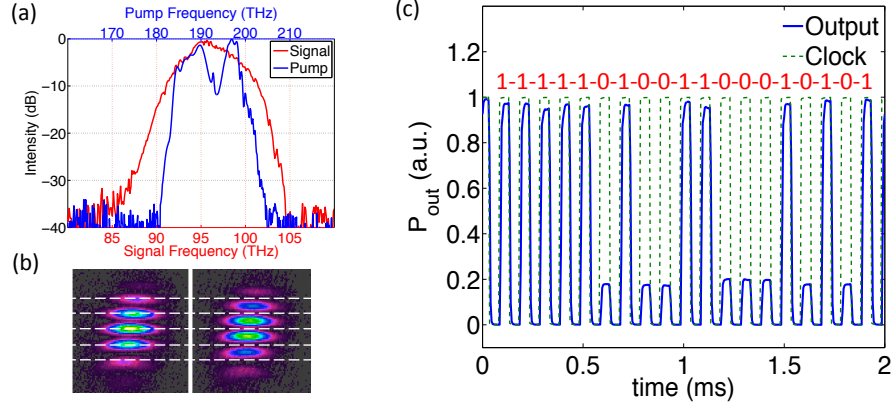 (a)
Pump Frequency (THz)
170 180 190 200 210
Signal
Pump
Intensity (dB)
0
−10
−20
−30
−40
85 90 95 100 105
Signal Frequency (THz)
(b)
(c)
Output
Clock
1-1-1-1-1-0-1-0-0-1-1-0-0-0-1-0-1-0-1
P_out (a.u.)
1.2
1
0.8
0.6
0.4
0.2
0
0 0.5 1 1.5 2
time (ms)